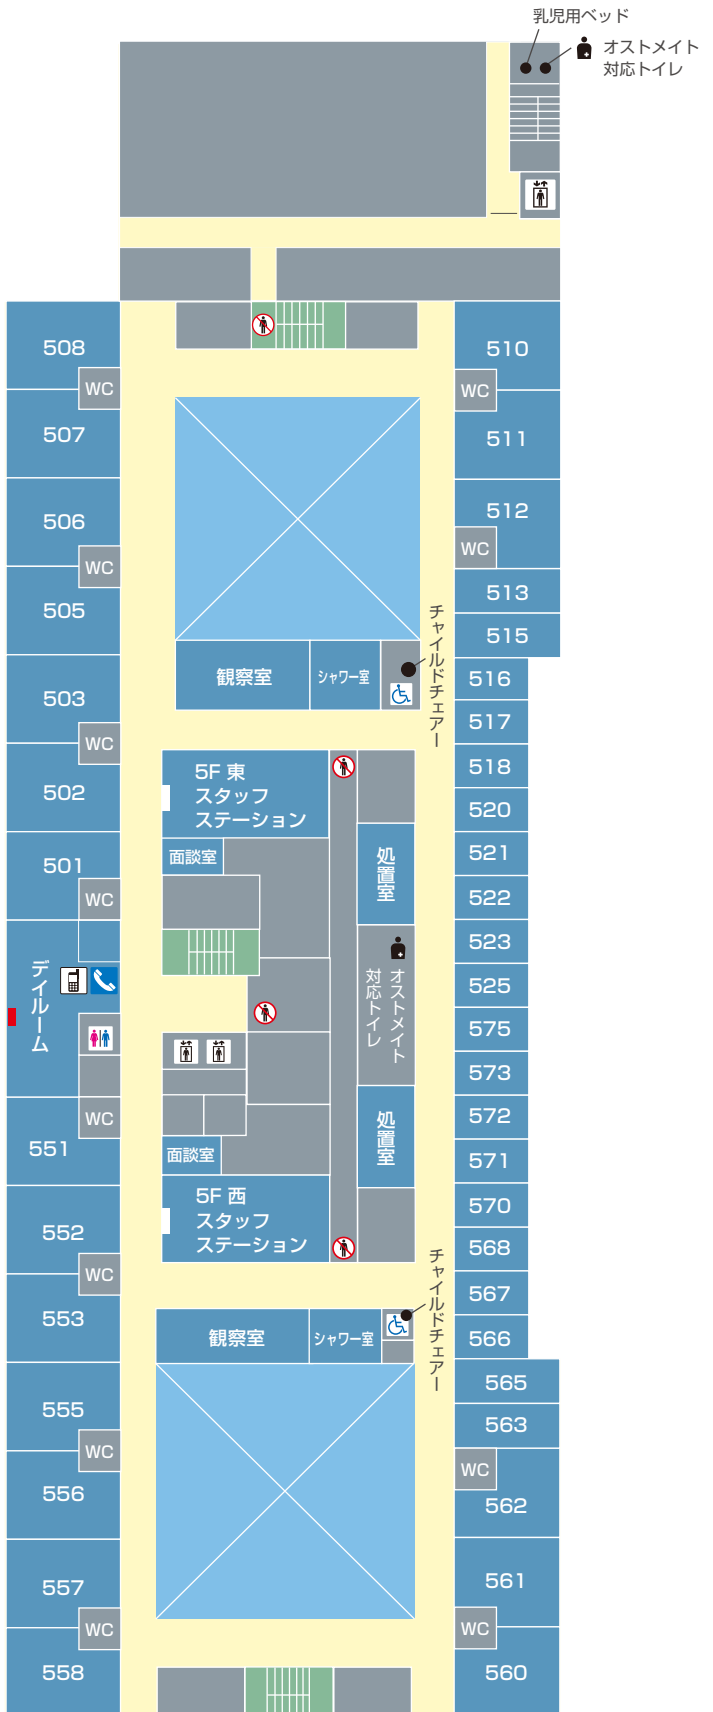 乳児用ベッド
オストメイト
対応トイレ
508
WC
507
506
WC
505
503
WC
502
501
WC
デイルーム
WC
551
552
WC
553
555
WC
556
557
WC
558
観察室
シャワー室
チャイルドチェアー
5F 東
スタッフ
ステーション
面談室
処置室
オストメイト
対応トイレ
処置室
面談室
5F 西
スタッフ
ステーション
チャイルドチェアー
観察室
シャワー室
510
WC
511
512
WC
513
515
516
517
518
520
521
522
523
525
575
573
572
571
570
568
567
566
565
563
WC
562
561
WC
560